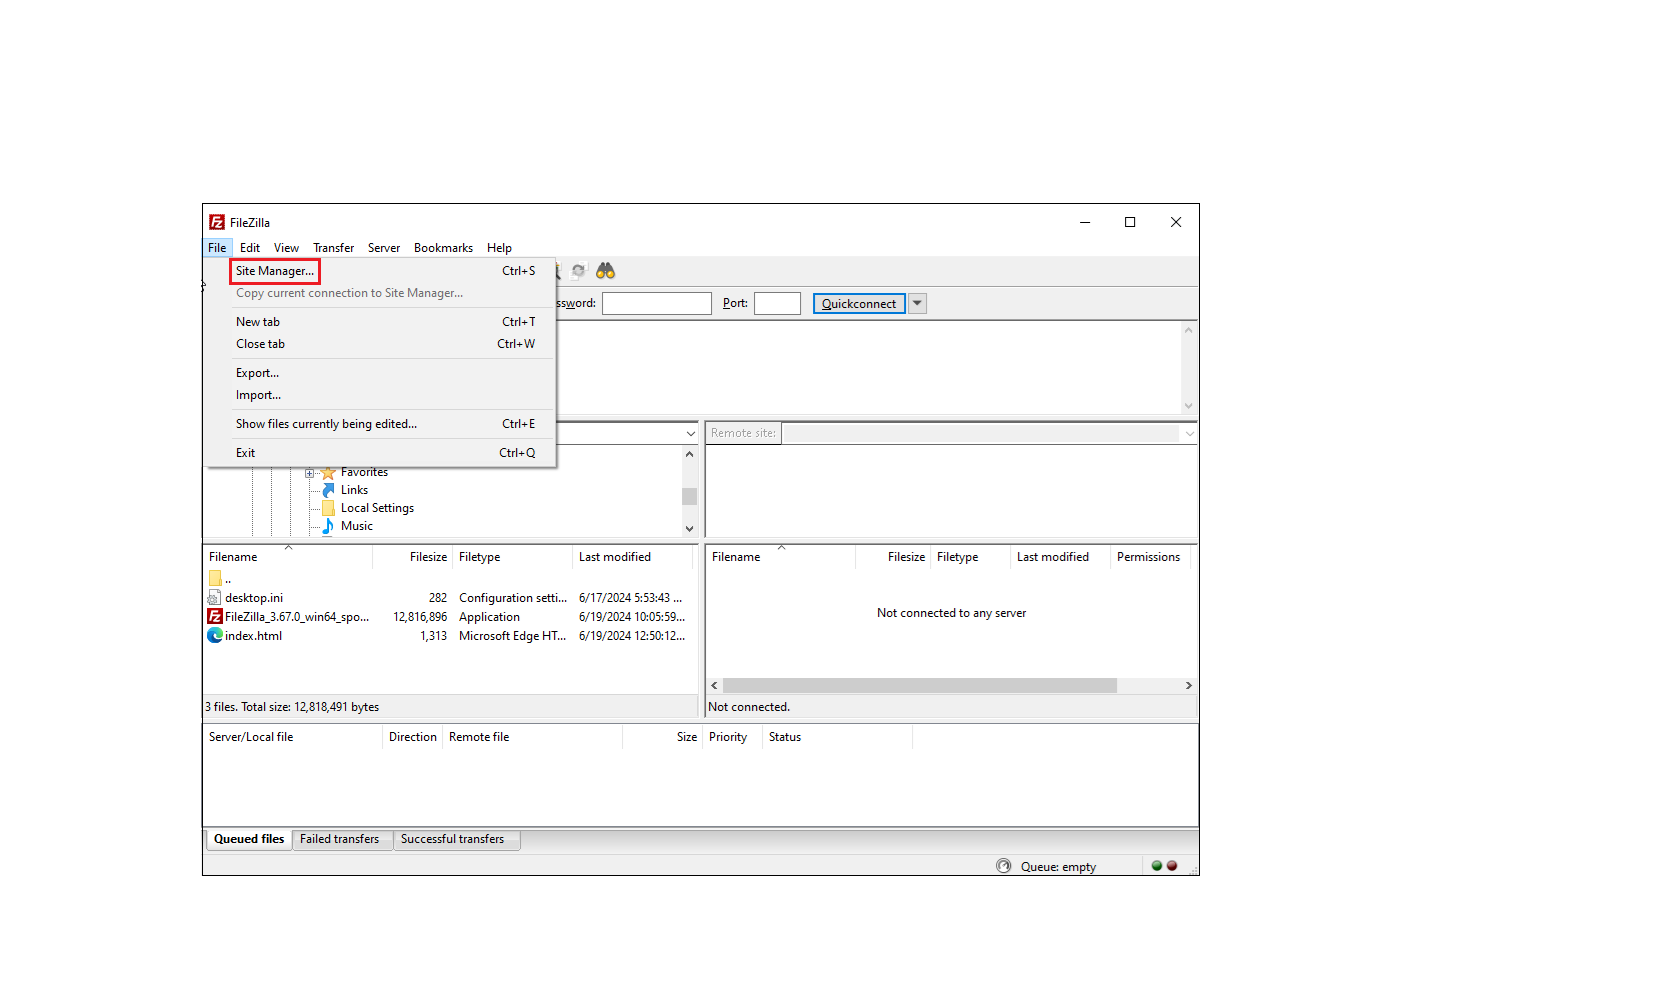 FileZilla
File Edit View Transfer Server Bookmarks Help
Site Manager... Ctrl+S
Copy current connection to Site Manager...
ssword: Port: Quickconnect
New tab Ctrl+T
Close tab Ctrl+W
Export...
Import...
Show files currently being edited... Ctrl+E
Exit Ctrl+Q
Remote site:
Favorites
Links
Local Settings
Music
Filename Filesize Filetype Last modified
..
desktop.ini 282 Configuration setti... 6/17/2024 5:53:43 ...
FileZilla_3.67.0_win64_spo... 12,816,896 Application 6/19/2024 10:05:59...
index.html 1,313 Microsoft Edge HT... 6/19/2024 12:50:12...
3 files. Total size: 12,818,491 bytes
Filename Filesize Filetype Last modified Permissions
Not connected to any server
Not connected.
Server/Local file Direction Remote file Size Priority Status
Queued files Failed transfers Successful transfers
Queue: empty